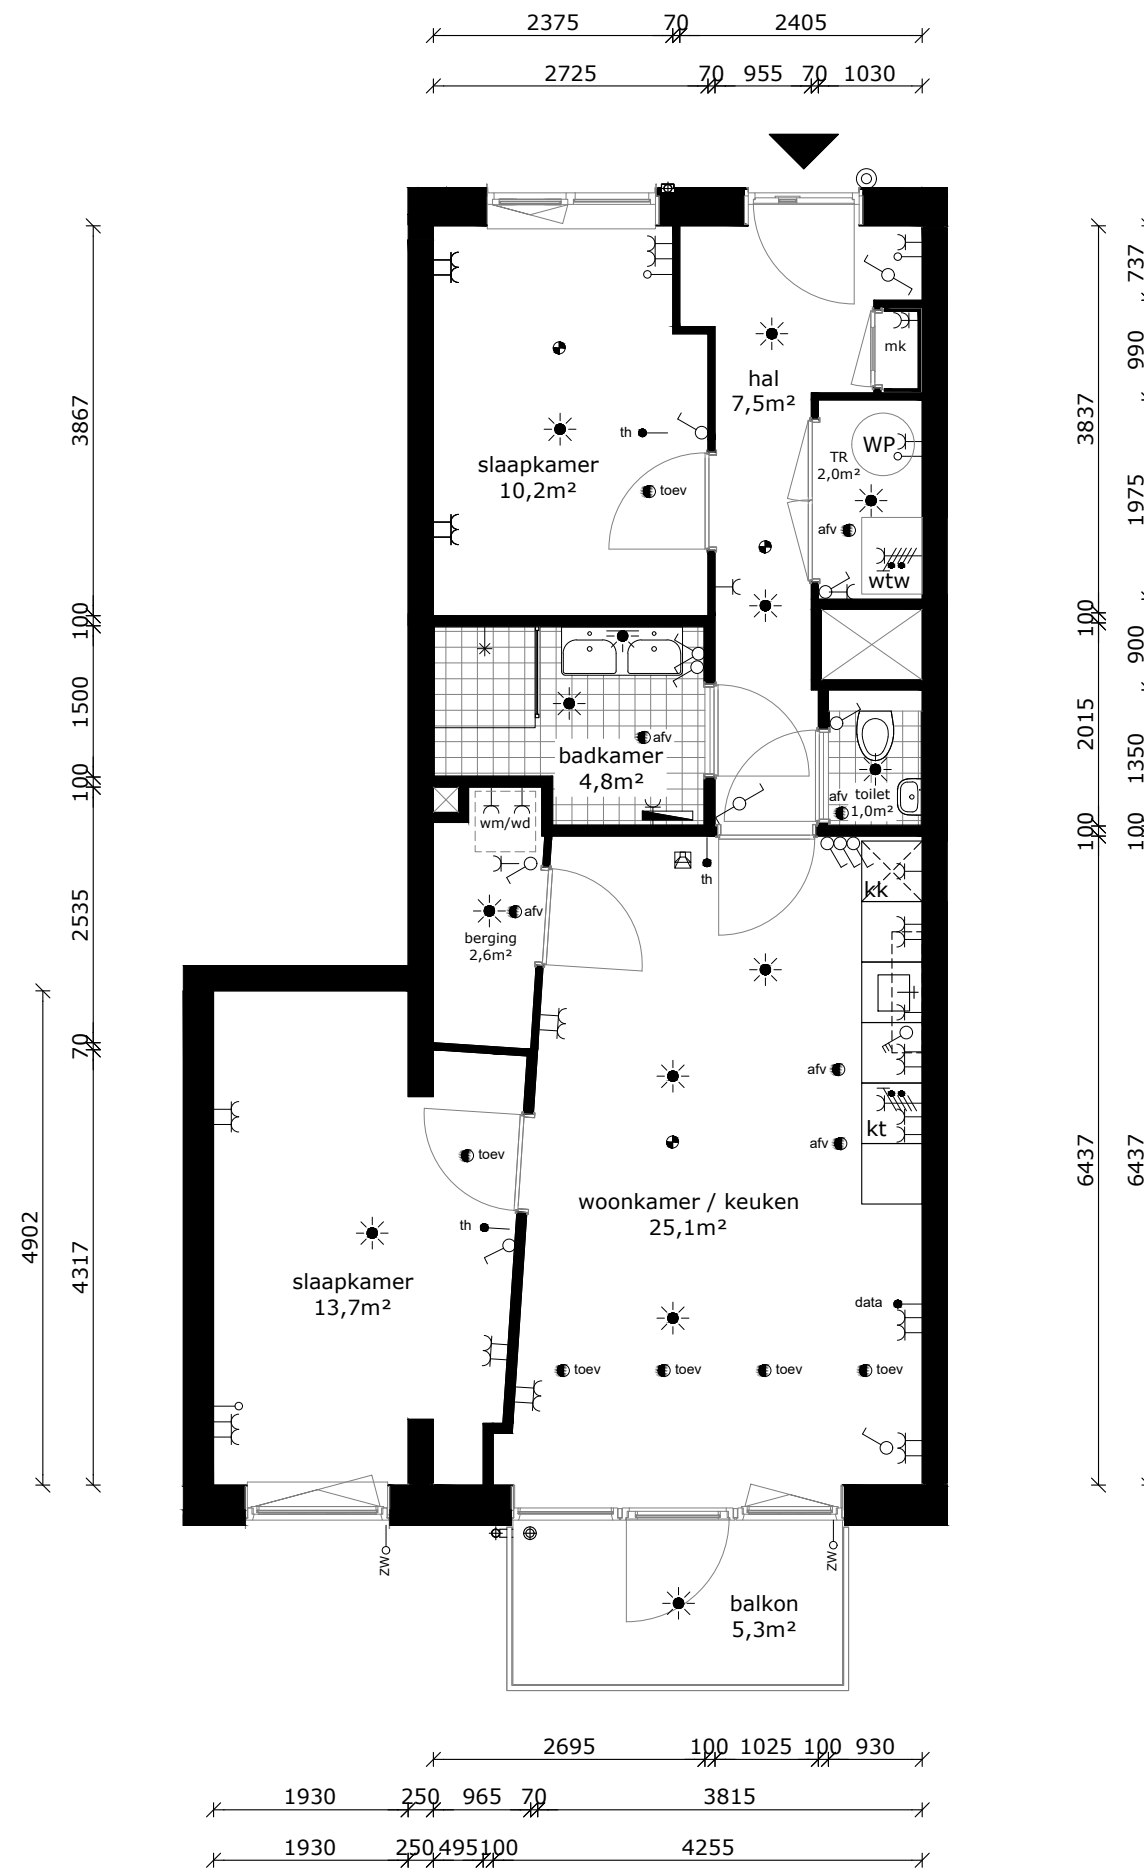 2375 70 2405
2725 70 955 70 1030
737
990
mk
hal
7,5m²
3867
3837
WP
TR
2,0m²
th
slaapkamer
10,2m²
toev
1975
afv
wtw
100
100
900
1500
2015
afv
badkamer
4,8m²
1350
afv
toilet
1,0m²
100
100
100
wm/wd
th
kk
afv
berging
2,6m²
2535
70
afv
kt
afv
toev
6437
6437
woonkamer / keuken
25,1m²
th
4902
4317
slaapkamer
13,7m²
data
toev toev toev toev
zw
zw
balkon
5,3m²
2695 100 1025 100 930
1930 250 965 70 3815
1930 250 495 100 4255